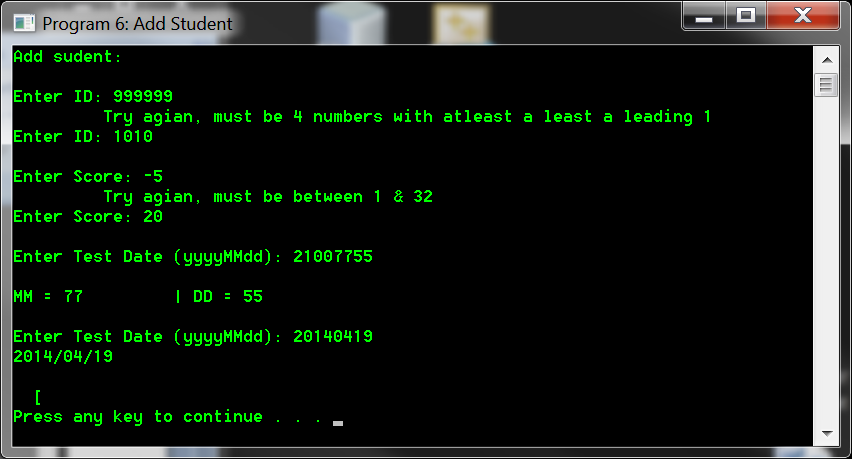 Program 6: Add Student
Add sudent:
Enter ID: 999999
Try agian, must be 4 numbers with atleast a least a leading 1
Enter ID: 1010
Enter Score: -5
Try agian, must be between 1 & 32
Enter Score: 20
Enter Test Date (yyyyMMdd): 21007755
MM = 77 | DD = 55
Enter Test Date (yyyyMMdd): 20140419
2014/04/19
[
Press any key to continue . . .